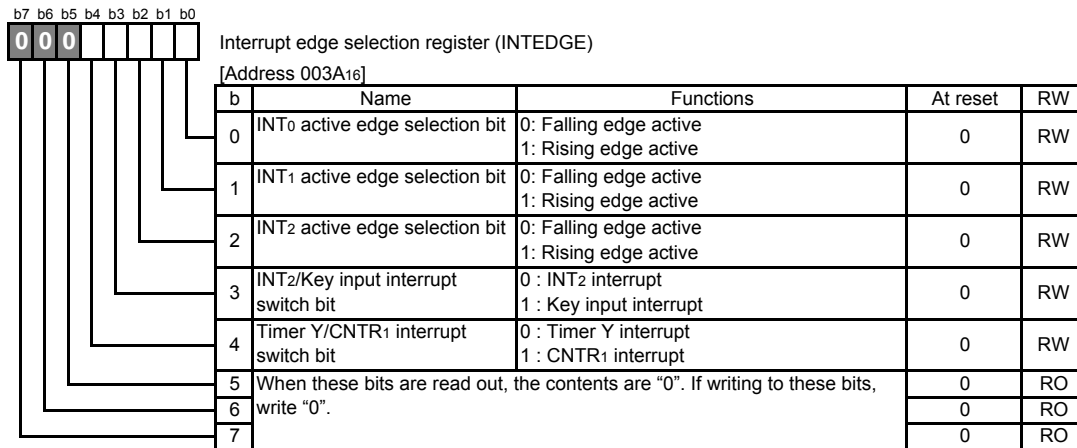 b7 b6 b5 b4 b3 b2 b1 b0
0 0 0
Interrupt edge selection register (INTEDGE)
[Address 003A16]
b Name Functions At reset RW
0 INT0 active edge selection bit 0: Falling edge active 0 RW
1: Rising edge active
1 INT1 active edge selection bit 0: Falling edge active 0 RW
1: Rising edge active
2 INT2 active edge selection bit 0: Falling edge active 0 RW
1: Rising edge active
3 INT2/Key input interrupt 0 : INT2 interrupt 0 RW
switch bit 1 : Key input interrupt
4 Timer Y/CNTR1 interrupt 0 : Timer Y interrupt 0 RW
switch bit 1 : CNTR1 interrupt
5 When these bits are read out, the contents are “0”. If writing to these bits, 0 RO
6 write “0”. 0 RO
7 0 RO